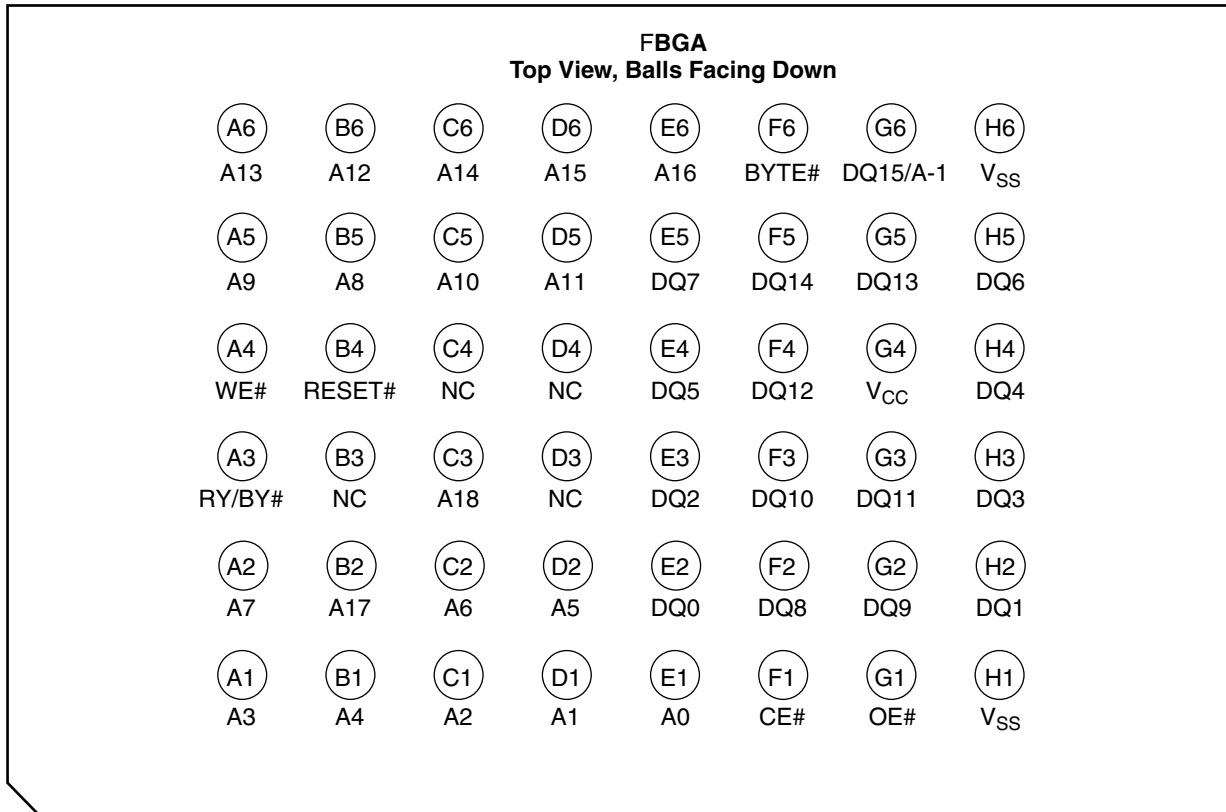 FBGA
Top View, Balls Facing Down
A6 B6 C6 D6 E6 F6 G6 H6
A13 A12 A14 A15 A16 BYTE# DQ15/A-1 VSS
A5 B5 C5 D5 E5 F5 G5 H5
A9 A8 A10 A11 DQ7 DQ14 DQ13 DQ6
A4 B4 C4 D4 E4 F4 G4 H4
WE# RESET# NC NC DQ5 DQ12 VCC DQ4
A3 B3 C3 D3 E3 F3 G3 H3
RY/BY# NC A18 NC DQ2 DQ10 DQ11 DQ3
A2 B2 C2 D2 E2 F2 G2 H2
A7 A17 A6 A5 DQ0 DQ8 DQ9 DQ1
A1 B1 C1 D1 E1 F1 G1 H1
A3 A4 A2 A1 A0 CE# OE# VSS